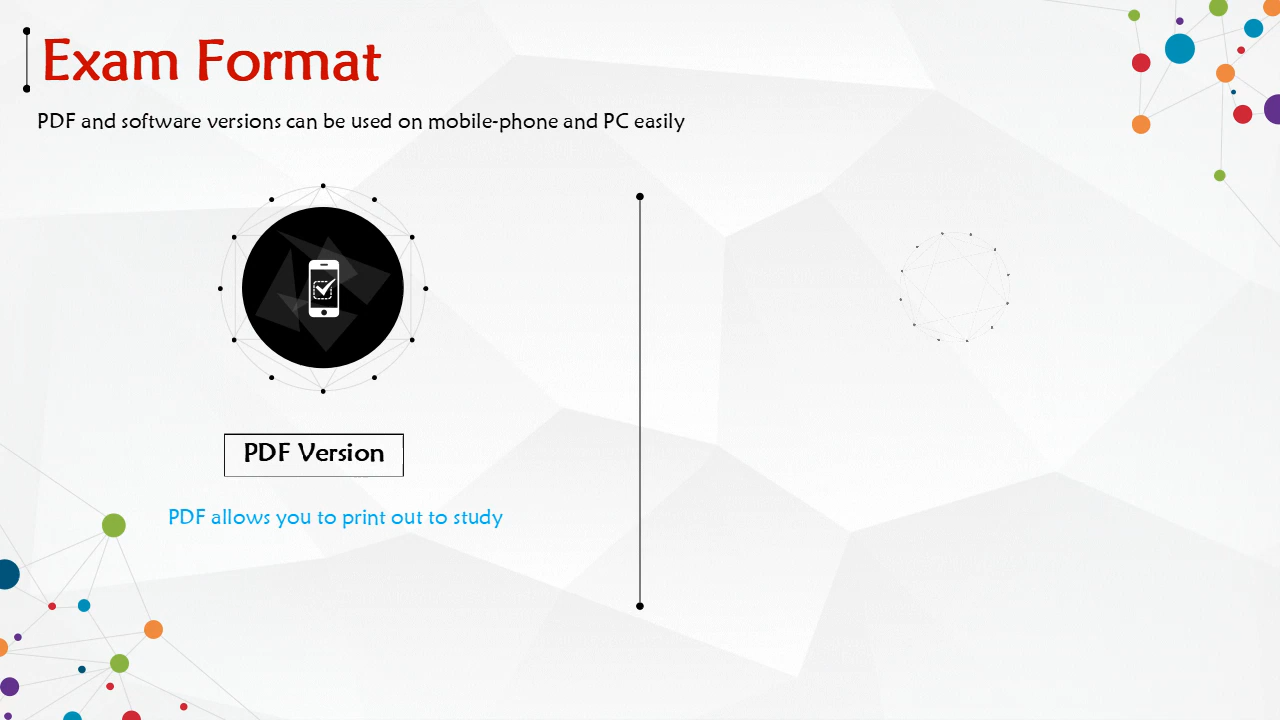 Exam Format
PDF and software versions can be used on mobile-phone and PC easily
PDF Version
PDF allows you to print out to study